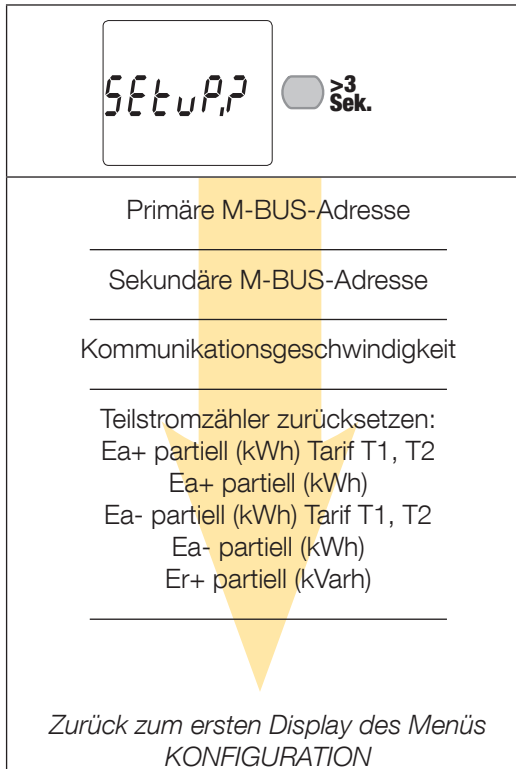 SEtuP,?
>3
Sek.
Primäre M-BUS-Adresse
Sekundäre M-BUS-Adresse
Kommunikationsgeschwindigkeit
Teilstromzähler zurücksetzen:
Ea+ partiell (kWh) Tarif T1, T2
Ea+ partiell (kWh)
Ea- partiell (kWh) Tarif T1, T2
Ea- partiell (kWh)
Er+ partiell (kVarh)
Zurück zum ersten Display des Menüs
KONFIGURATION